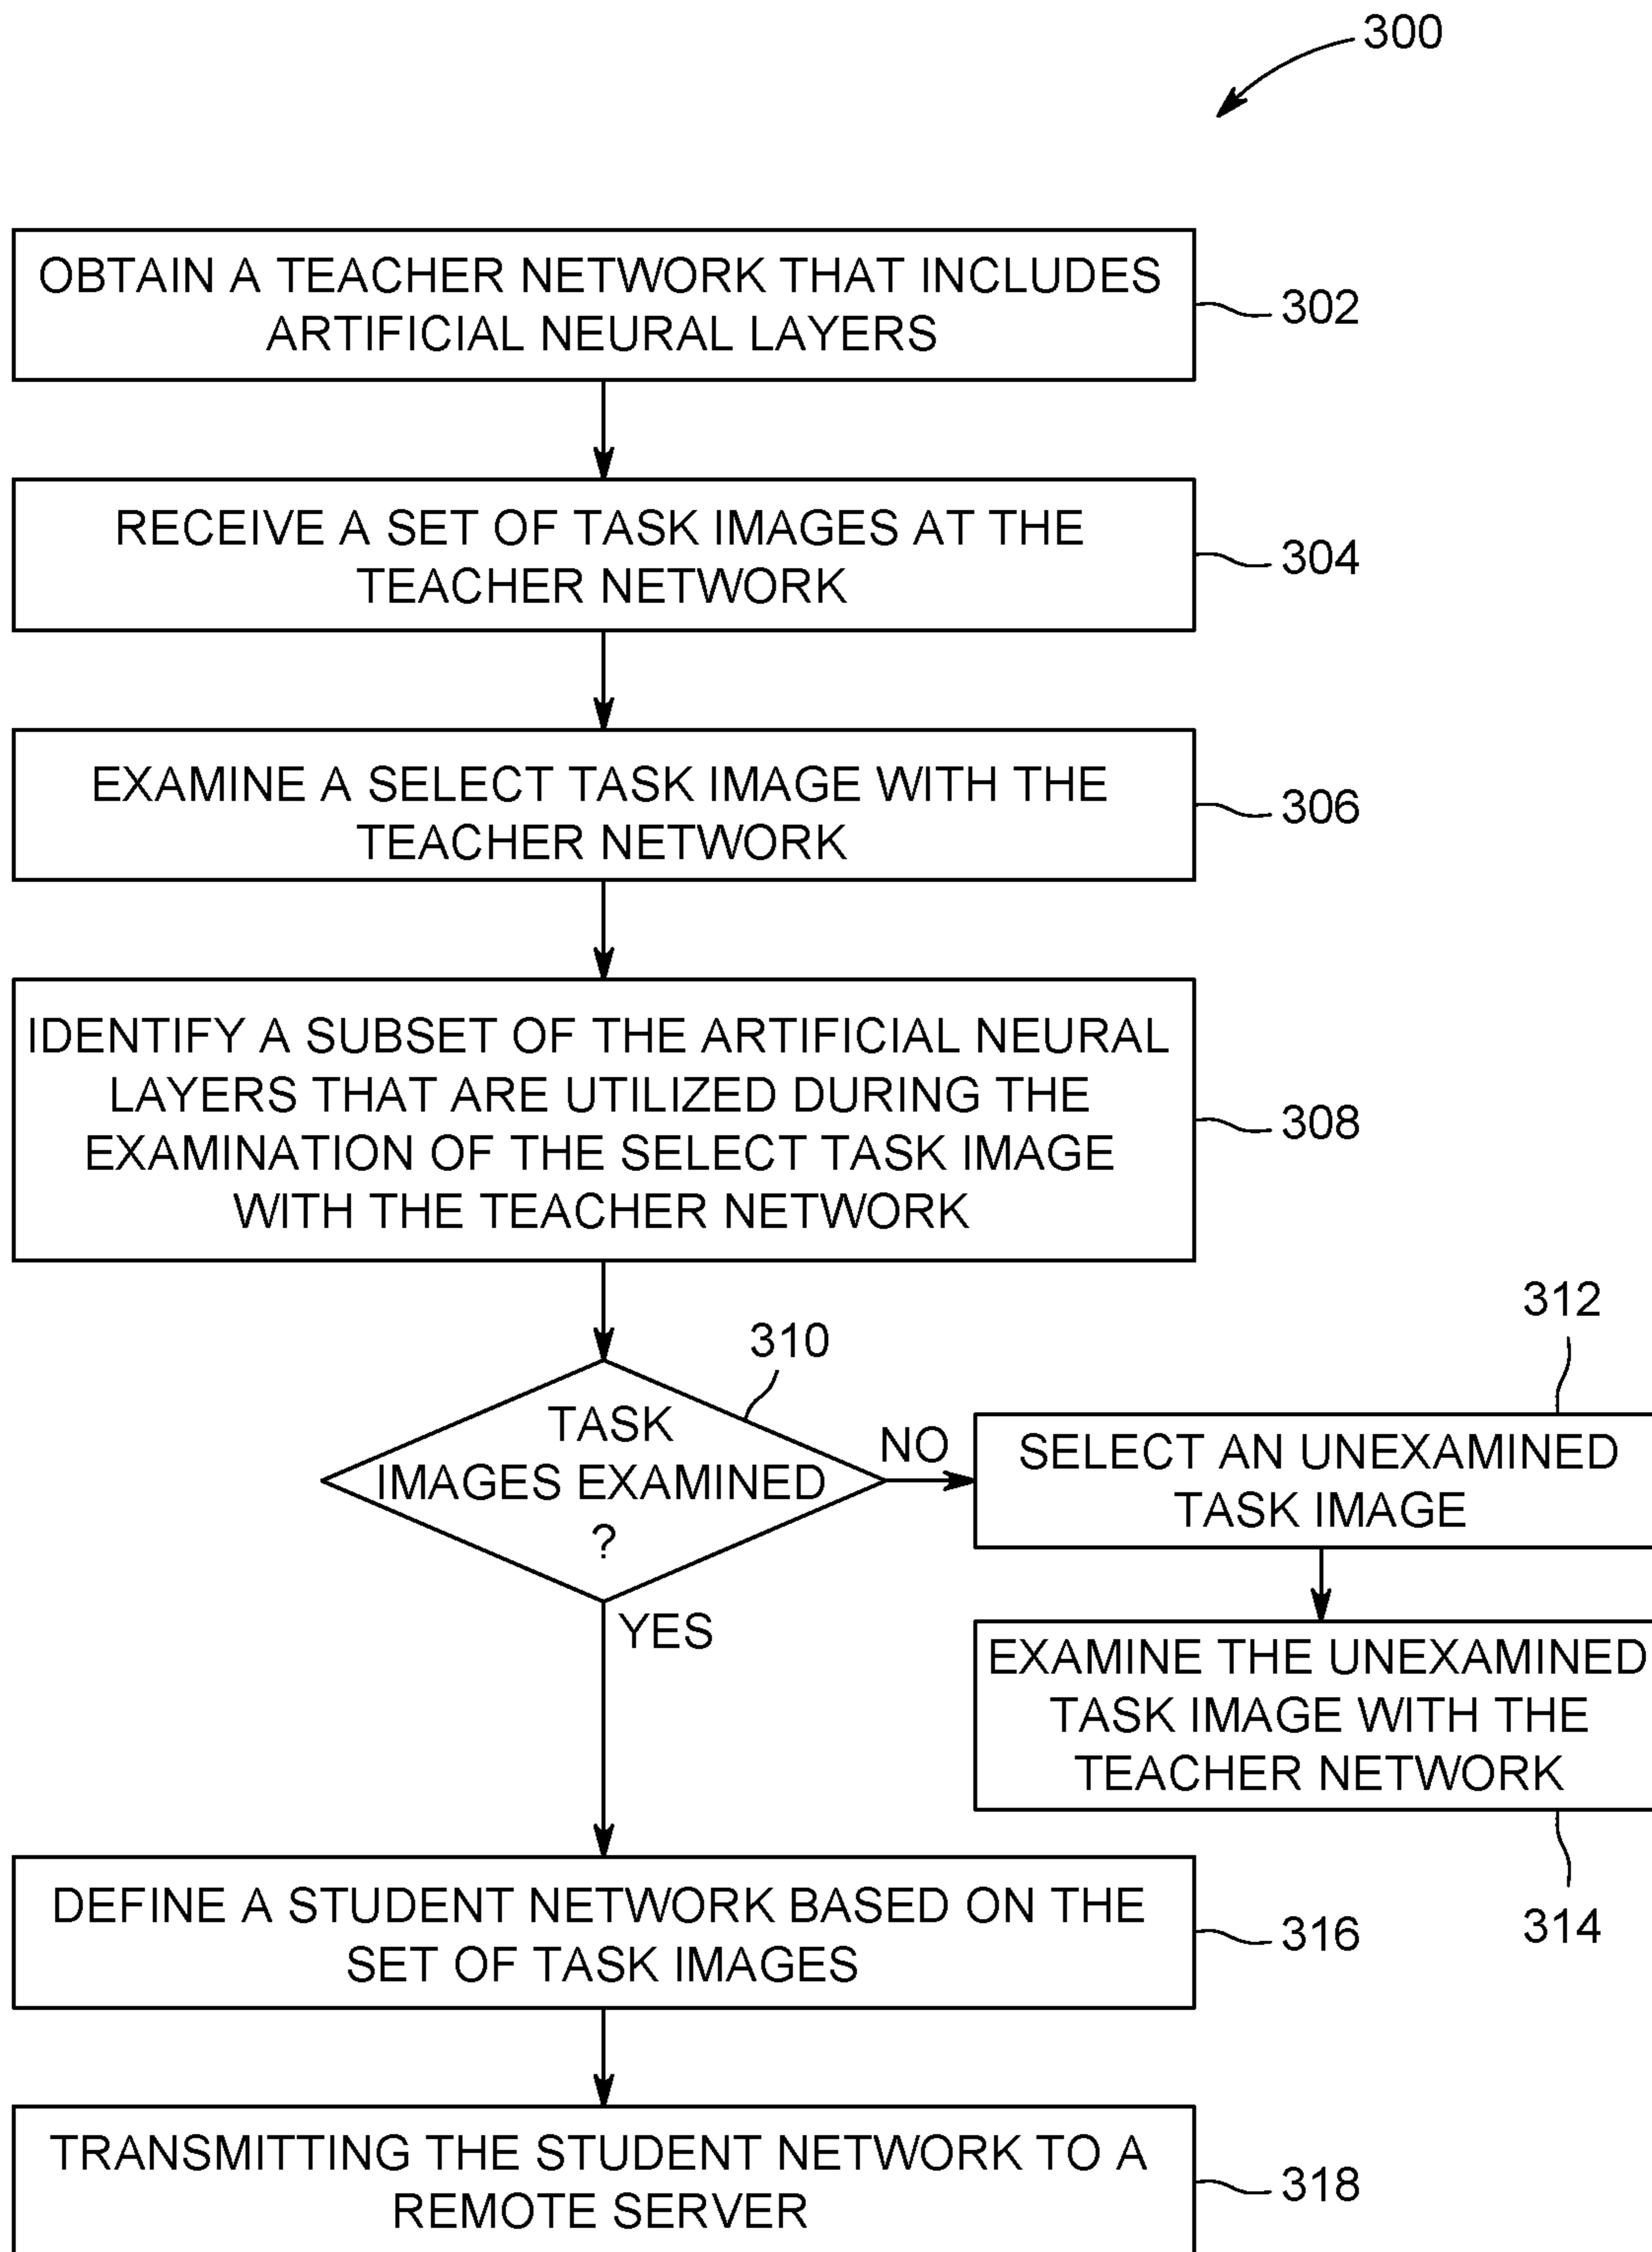 300
OBTAIN A TEACHER NETWORK THAT INCLUDES
ARTIFICIAL NEURAL LAYERS
302
RECEIVE A SET OF TASK IMAGES AT THE
TEACHER NETWORK
304
EXAMINE A SELECT TASK IMAGE WITH THE
TEACHER NETWORK
306
IDENTIFY A SUBSET OF THE ARTIFICIAL NEURAL
LAYERS THAT ARE UTILIZED DURING THE
EXAMINATION OF THE SELECT TASK IMAGE
WITH THE TEACHER NETWORK
308
310
TASK
IMAGES EXAMINED
?
NO
YES
312
SELECT AN UNEXAMINED
TASK IMAGE
EXAMINE THE UNEXAMINED
TASK IMAGE WITH THE
TEACHER NETWORK
314
DEFINE A STUDENT NETWORK BASED ON THE
SET OF TASK IMAGES
316
TRANSMITTING THE STUDENT NETWORK TO A
REMOTE SERVER
318